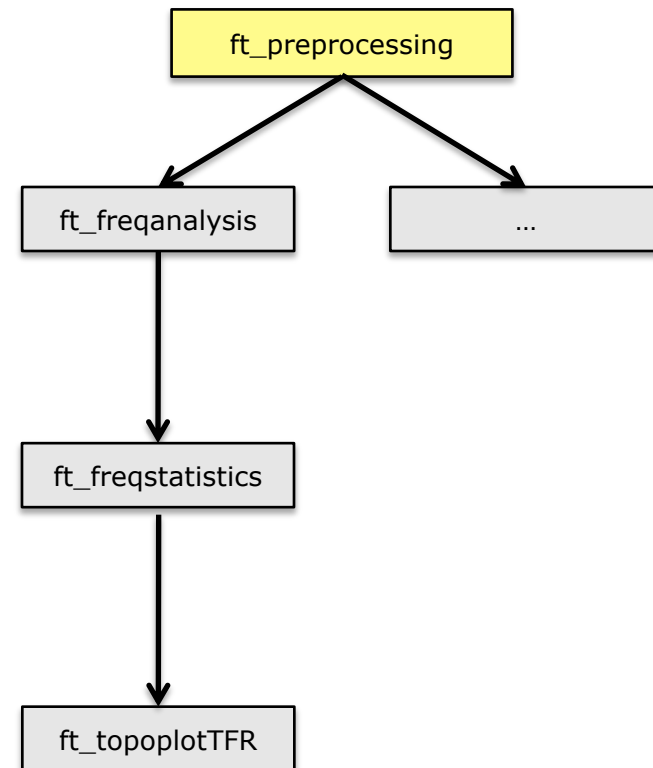 ft_preprocessing
ft_freqanalysis
...
ft_freqstatistics
ft_topoplotTFR